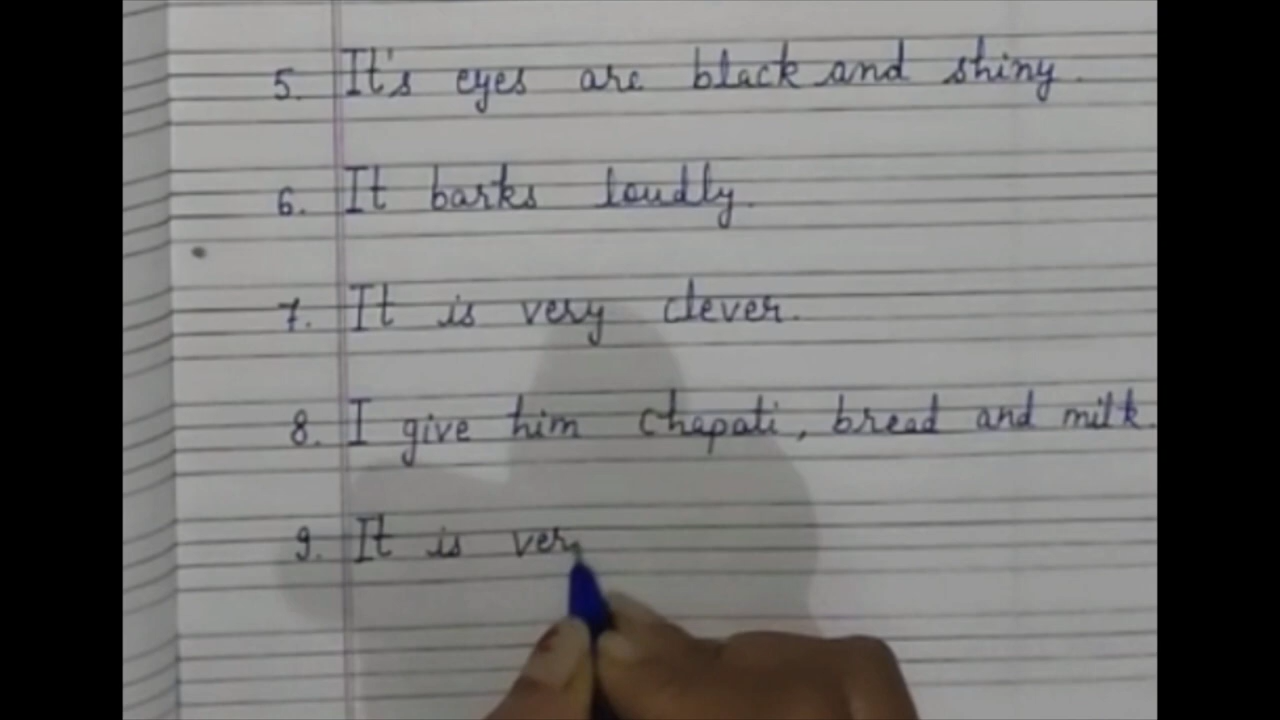 5. It's eyes are black and shiny.
6. It barks loudly.
7. It is very clever.
8. I give him chapati, bread and milk.
9. It is ver